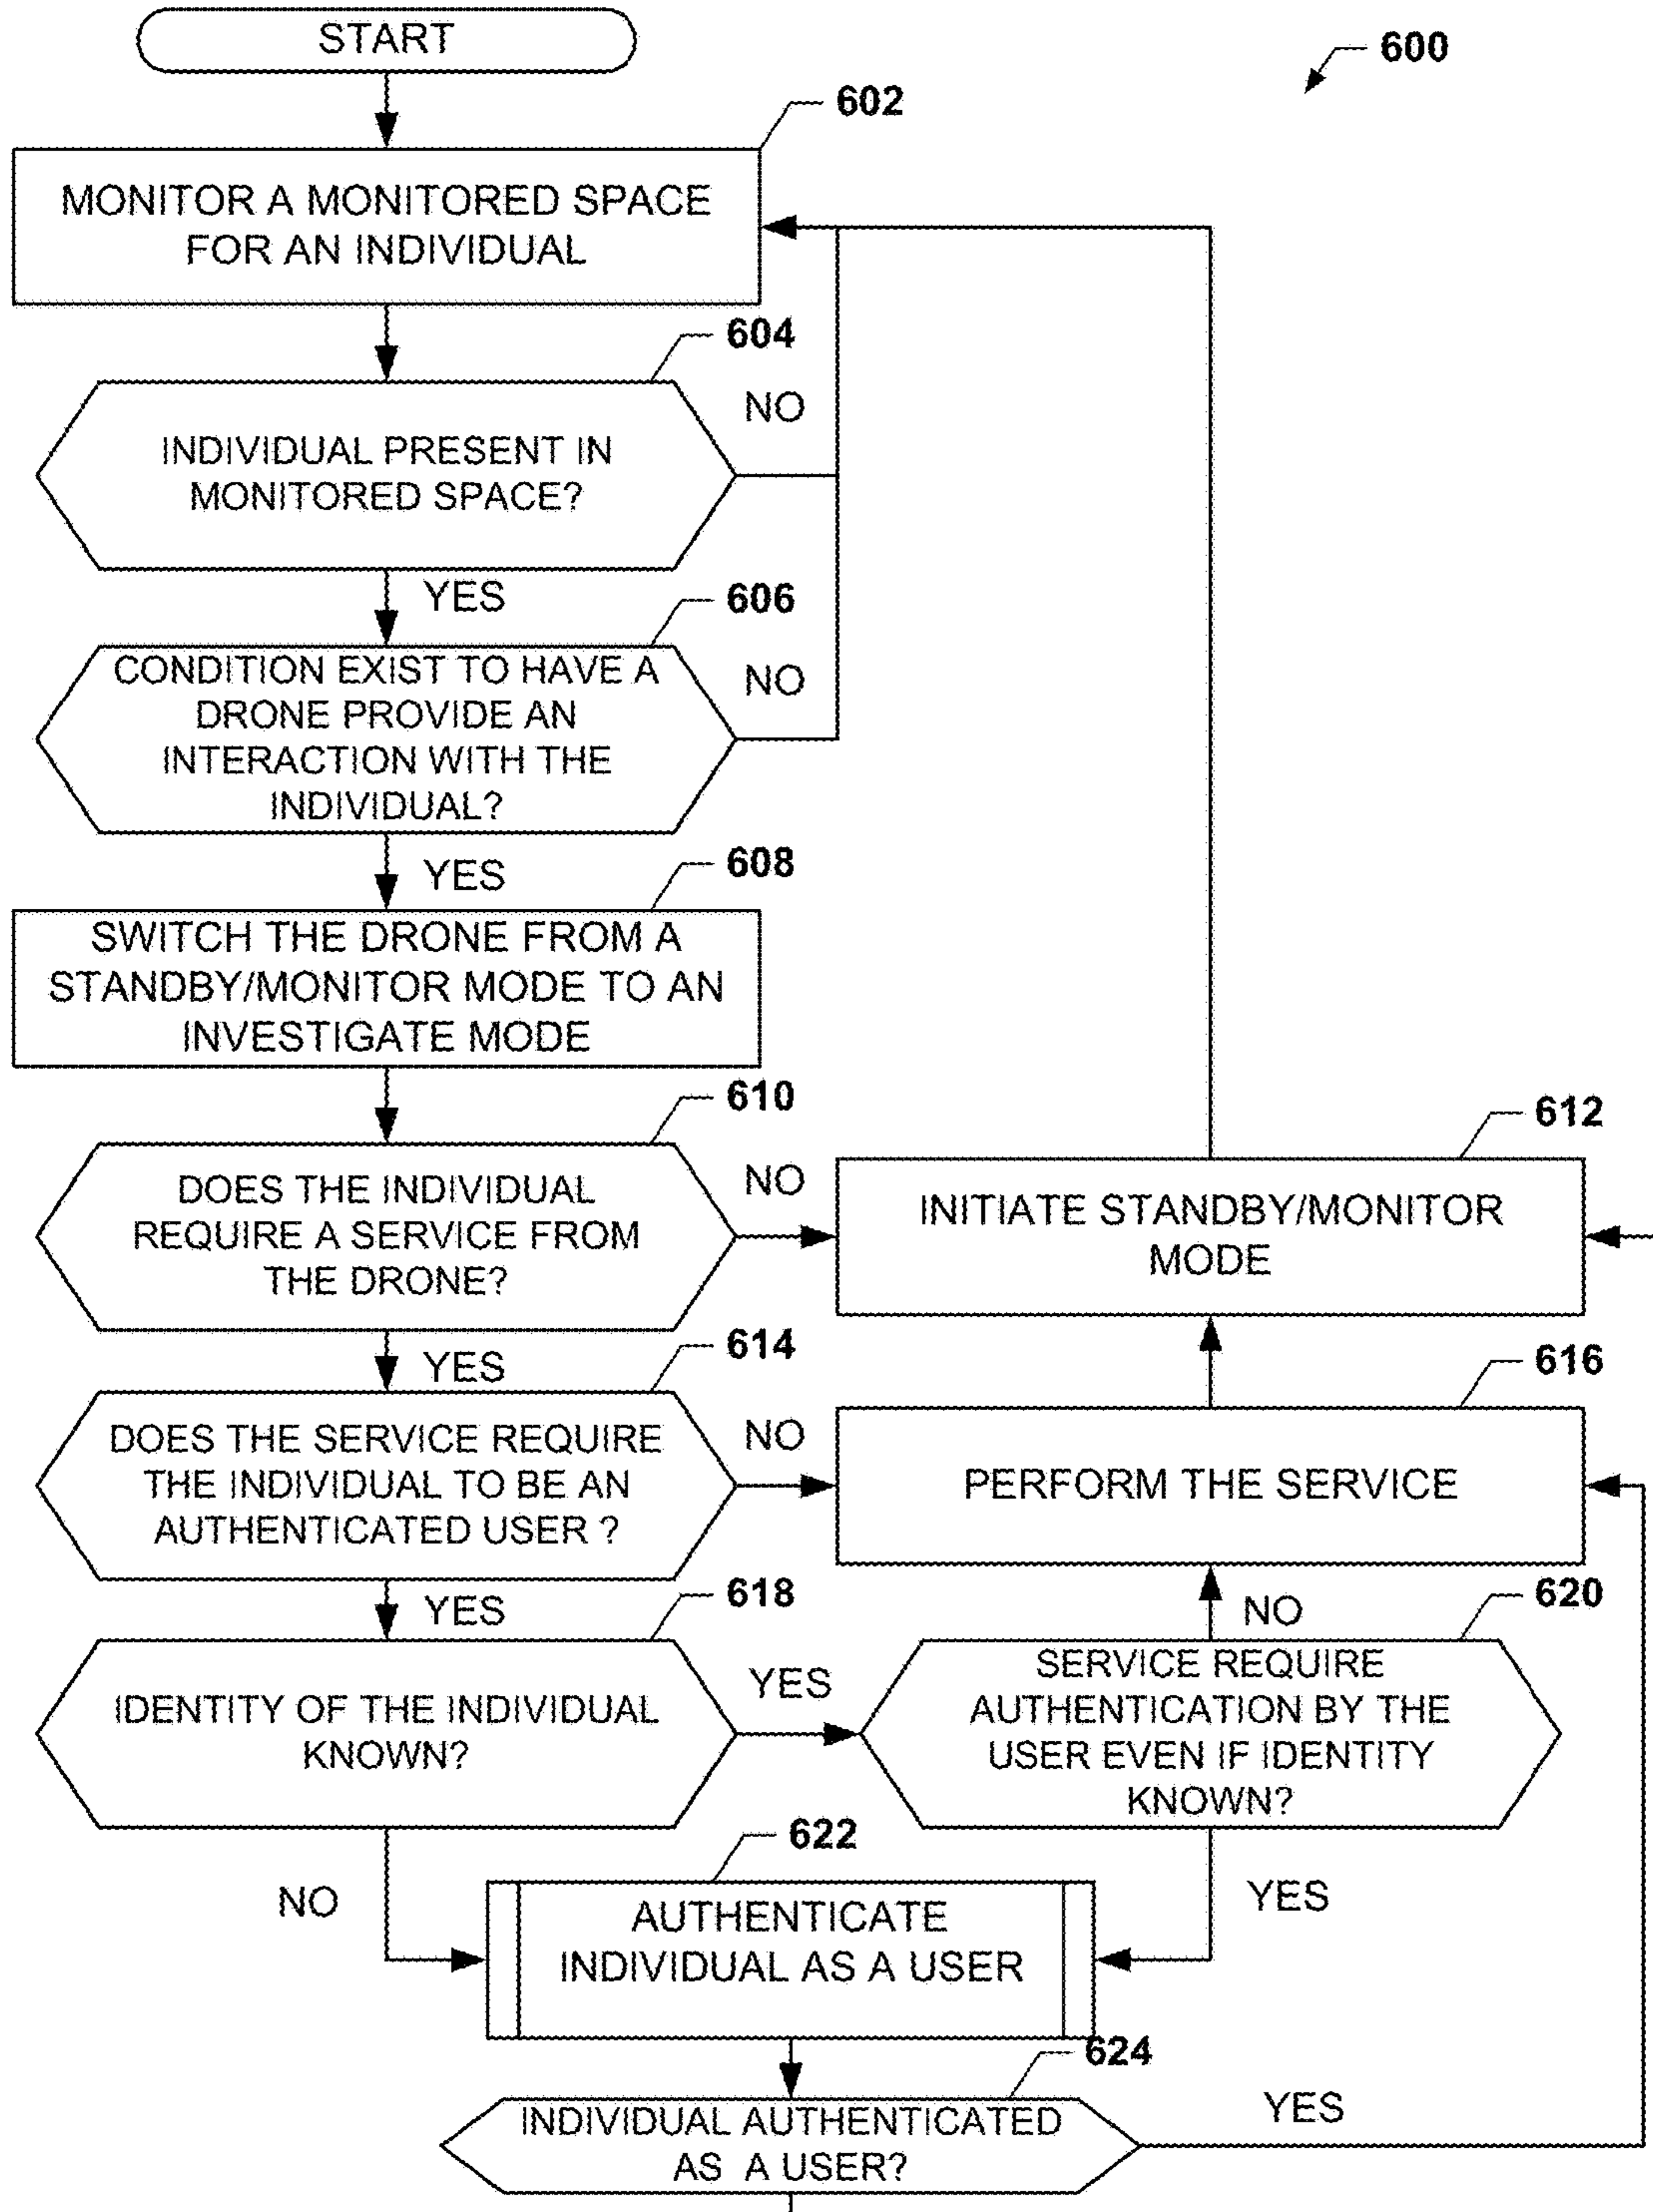 START
600
602
MONITOR A MONITORED SPACE
FOR AN INDIVIDUAL
604
NO
INDIVIDUAL PRESENT IN
MONITORED SPACE?
YES
606
CONDITION EXIST TO HAVE A
DRONE PROVIDE AN
INTERACTION WITH THE
INDIVIDUAL?
NO
YES
608
SWITCH THE DRONE FROM A
STANDBY/MONITOR MODE TO AN
INVESTIGATE MODE
610
DOES THE INDIVIDUAL
REQUIRE A SERVICE FROM
THE DRONE?
NO
612
INITIATE STANDBY/MONITOR
MODE
YES
614
DOES THE SERVICE REQUIRE
THE INDIVIDUAL TO BE AN
AUTHENTICATED USER ?
NO
616
PERFORM THE SERVICE
YES
618
IDENTITY OF THE INDIVIDUAL
KNOWN?
YES
NO
620
SERVICE REQUIRE
AUTHENTICATION BY THE
USER EVEN IF IDENTITY
KNOWN?
NO
622
AUTHENTICATE
INDIVIDUAL AS A USER
YES
624
INDIVIDUAL AUTHENTICATED
AS A USER?
YES